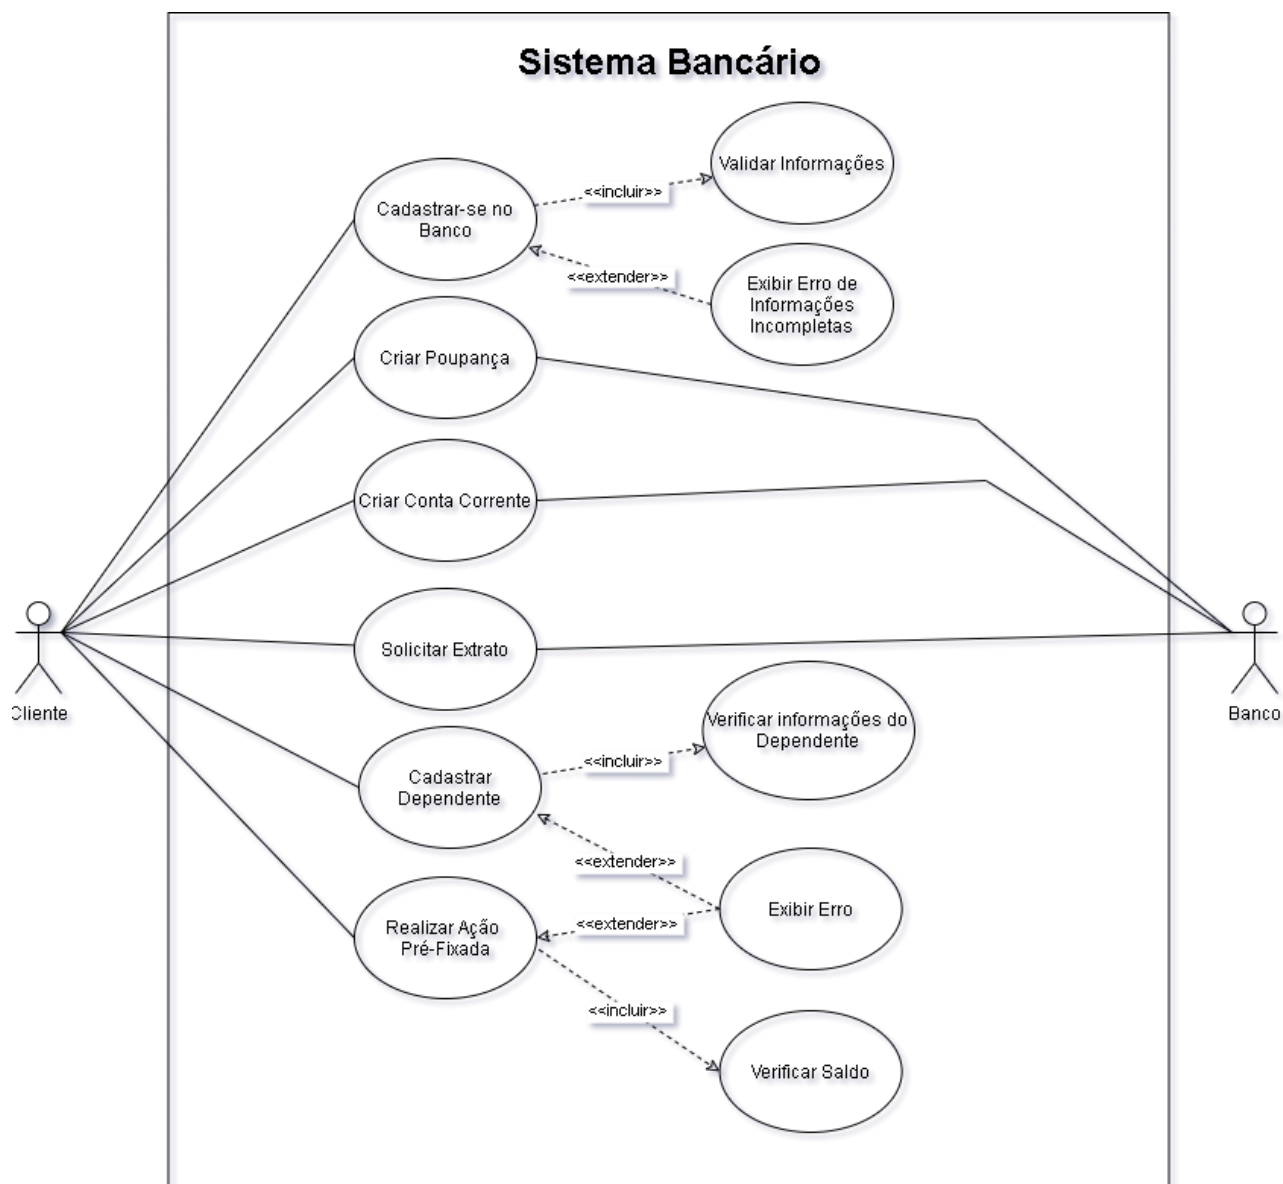 Sistema Bancário
Validar Informações
<<incluir>>
Cadastrar-se no
Banco
<<extender>>
Exibir Erro de
Informações
Incompletas
Criar Poupança
Criar Conta Corrente
Solicitar Extrato
Cliente
Banco
Verificar informações do
Dependente
<<incluir>>
Cadastrar
Dependente
<<extender>>
Exibir Erro
<<extender>>
Realizar Ação
Pré-Fixada
<<incluir>>
Verificar Saldo